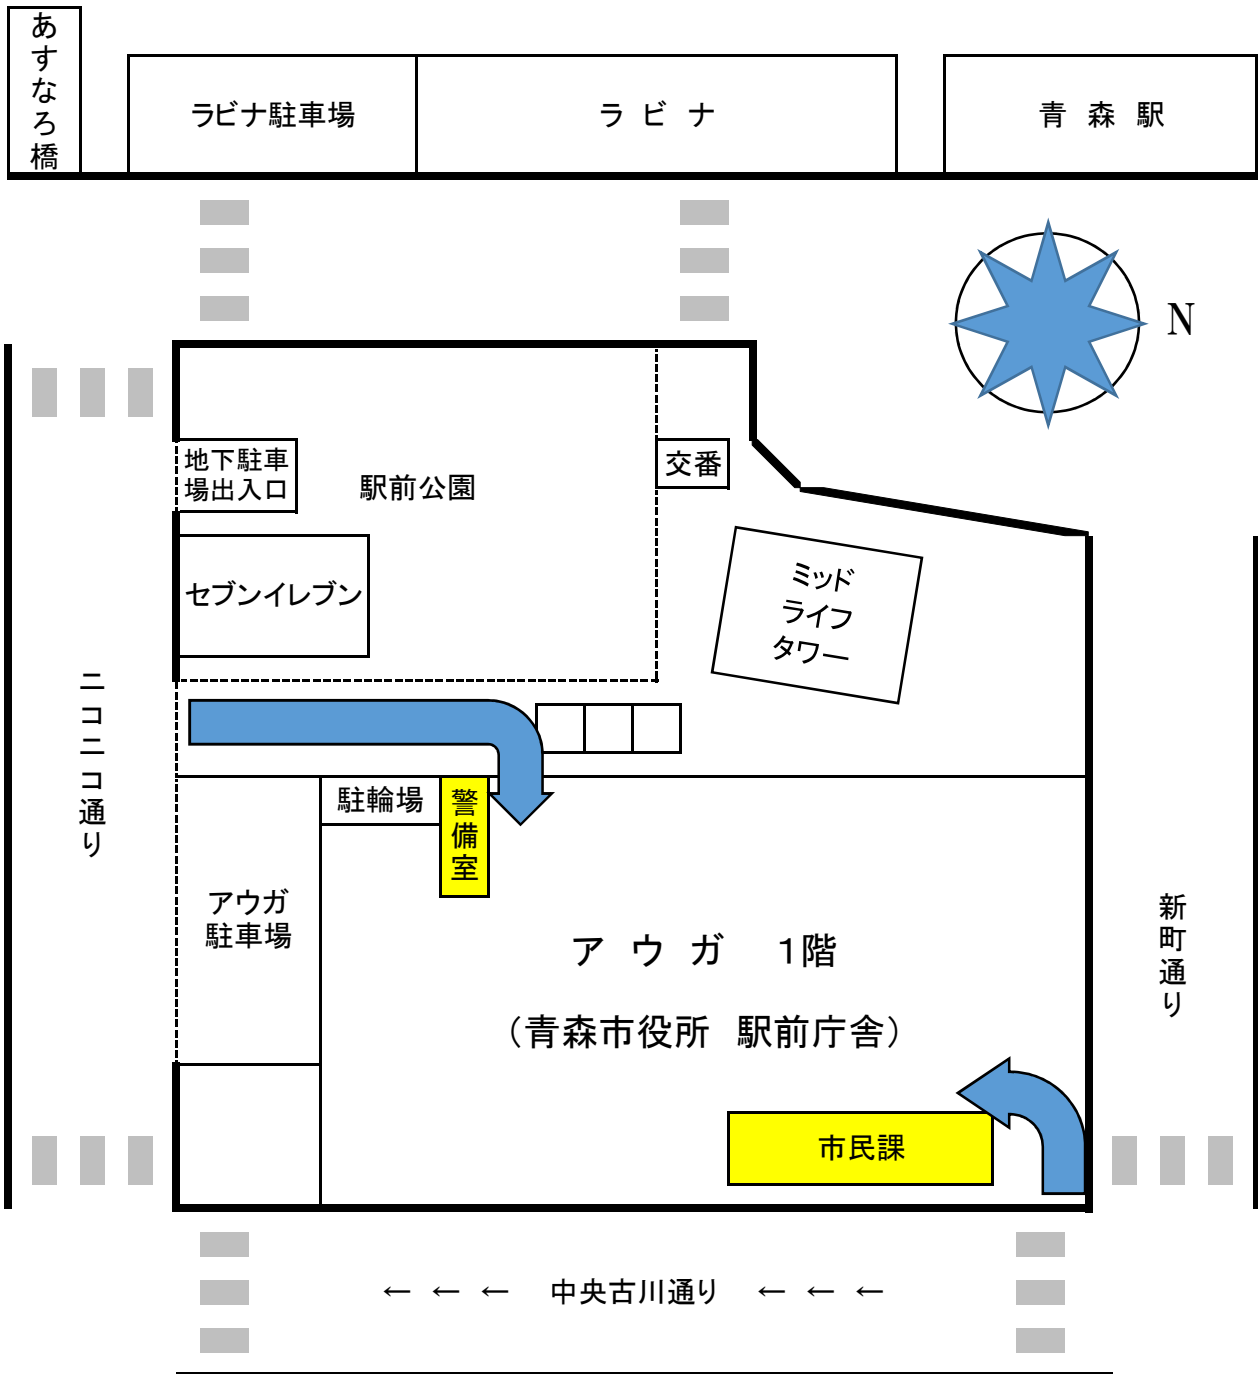 あすなろ橋
ラビナ駐車場
ラ ビ ナ
青 森 駅
N
地下駐車
場出入口
駅前公園
交番
セブンイレブン
ミッド
ライフ
タワー
ニコニコ通り
駐輪場
警備室
アウガ
駐車場
ア ウ ガ　1階
（青森市役所　駅前庁舎）
新町通り
市民課
← ← ←　中央古川通り　← ← ←